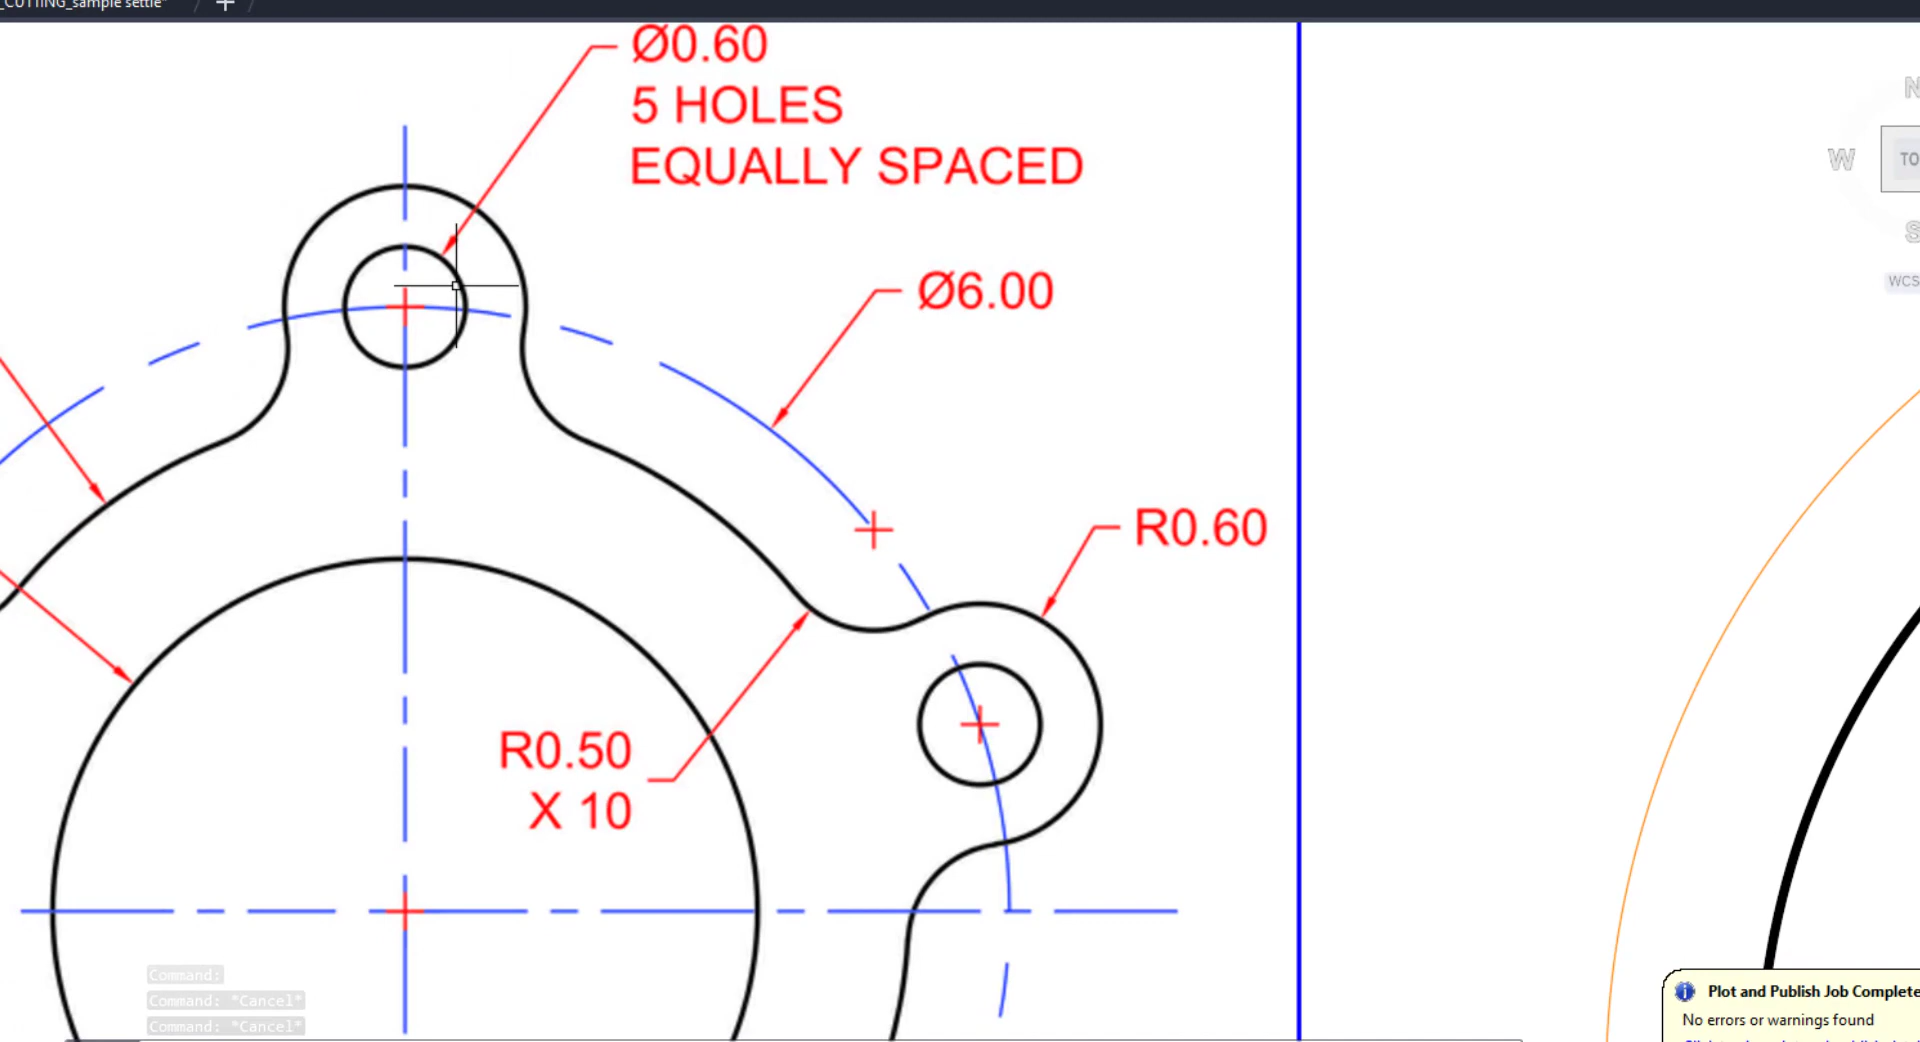 _CUTTING_sample settle*
Ø0.60
5 HOLES
EQUALLY SPACED
Ø6.00
R0.60
R0.50
X 10
N
W
TO
S
WCS
Command:
Command: *Cancel*
Command: *Cancel*
Plot and Publish Job Complete
No errors or warnings found